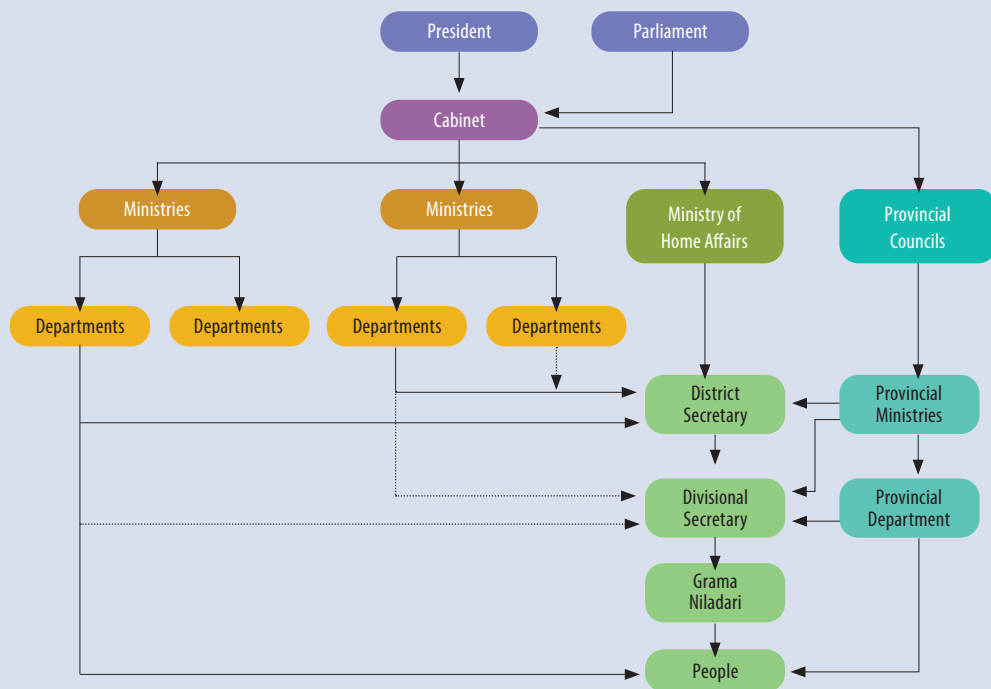 President
Parliament
Cabinet
Ministries
Ministries
Ministry of
Home Affairs
Provincial
Councils
Departments
Departments
Departments
Departments
District
Secretary
Provincial
Ministries
Divisional
Secretary
Provincial
Department
Grama
Niladari
People